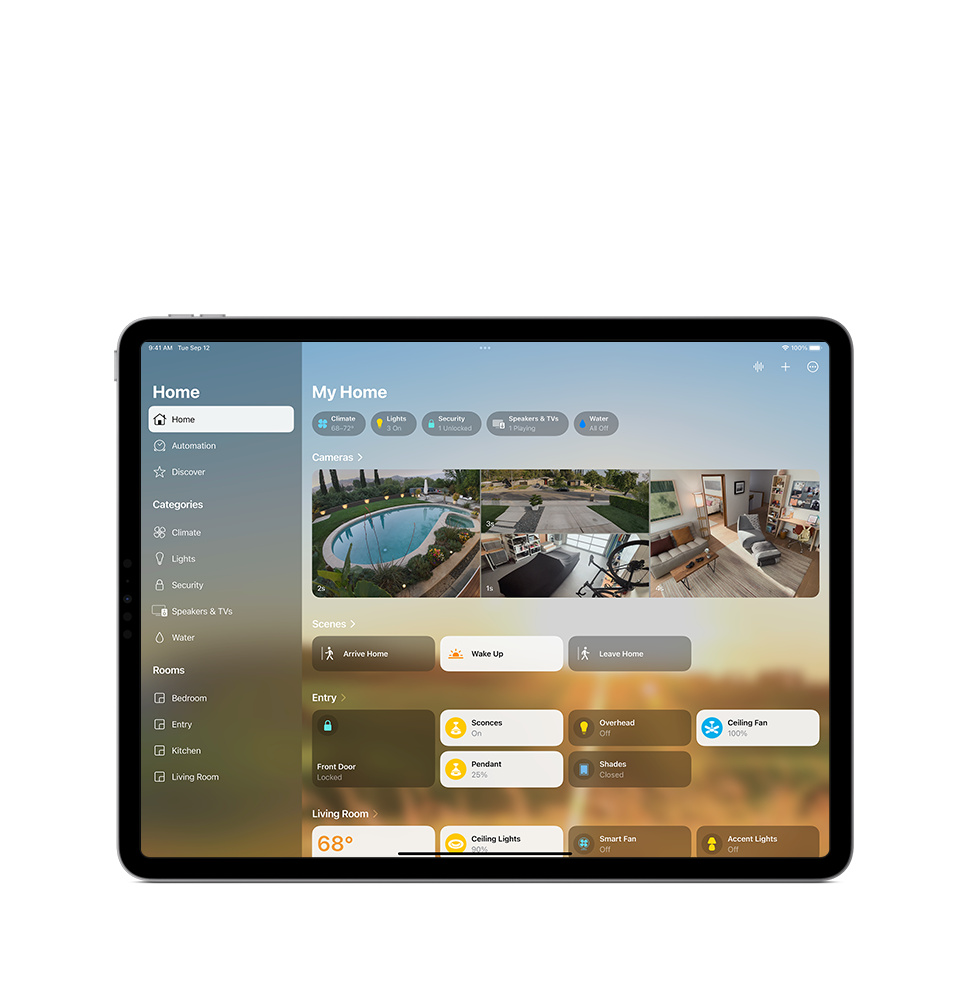 9:41 AM Tue Sep 12
100%
Home
Home
Automation
Discover
Categories
Climate
Lights
Security
Speakers & TVs
Water
Rooms
Bedroom
Entry
Kitchen
Living Room
My Home
Climate
68–72°
Lights
3 On
Security
1 Unlocked
Speakers & TVs
1 Playing
Water
All Off
Cameras
2s
3s
1s
4s
Scenes
Arrive Home
Wake Up
Leave Home
Entry
Front Door
Locked
Sconces
On
Overhead
Off
Ceiling Fan
100%
Pendant
25%
Shades
Closed
Living Room
68°
Ceiling Lights
90%
Smart Fan
Off
Accent Lights
Off